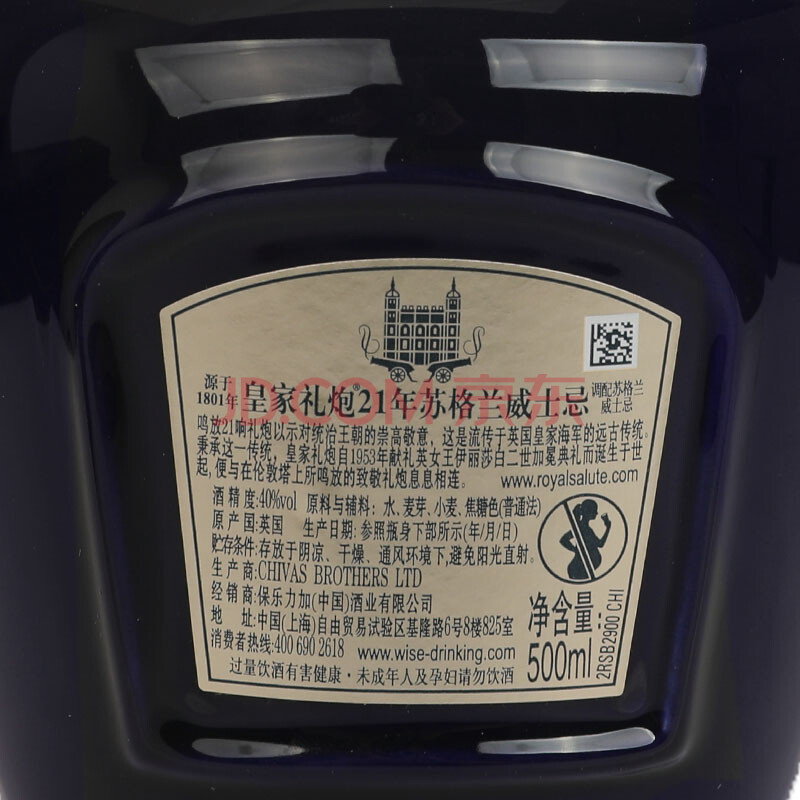 源于
1801年
皇家礼炮®21年苏格兰威士忌
调配苏格兰
威士忌
JD.COM 京东
鸣放21响礼炮以示对统治王朝的崇高敬意，这是流传于英国皇家海军的远古传统。
秉承这一传统，皇家礼炮自1953年献礼英女王伊丽莎白二世加冕典礼而诞生于世
起，便与在伦敦塔上所鸣放的致敬礼炮息息相连。
www.royalsalute.com
酒精度:40%vol 原料与辅料：水、麦芽、小麦、焦糖色(普通法)
原产国:英国 生产日期:参照瓶身下部所示(年/月/日)
贮存条件:存放于阴凉、干燥、通风环境下,避免阳光直射。
生产商:CHIVAS BROTHERS LTD
经销商:保乐力加(中国)酒业有限公司
地址:中国(上海)自由贸易试验区基隆路6号8楼825室
消费者热线:400 690 2618 www.wise-drinking.com
过量饮酒有害健康·未成年人及孕妇请勿饮酒
净含量:
500ml
2RSB2900 CHI